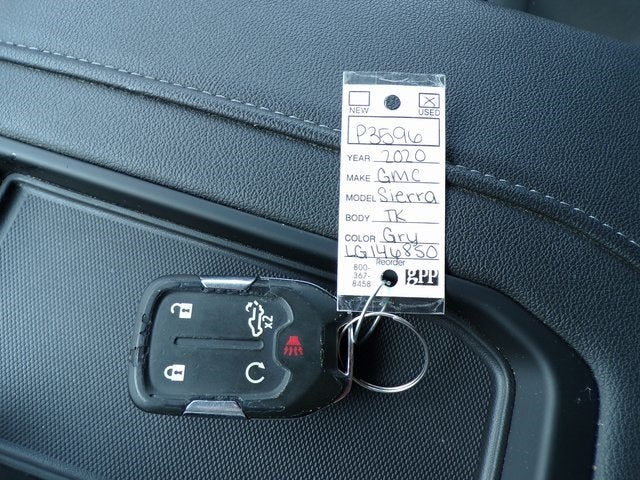 NEW USED
P3596
YEAR 2020
MAKE GMC
MODEL Sierra
BODY TK
COLOR Gry
LG146850
Reorder
800-
367-
8458
gpp
x2